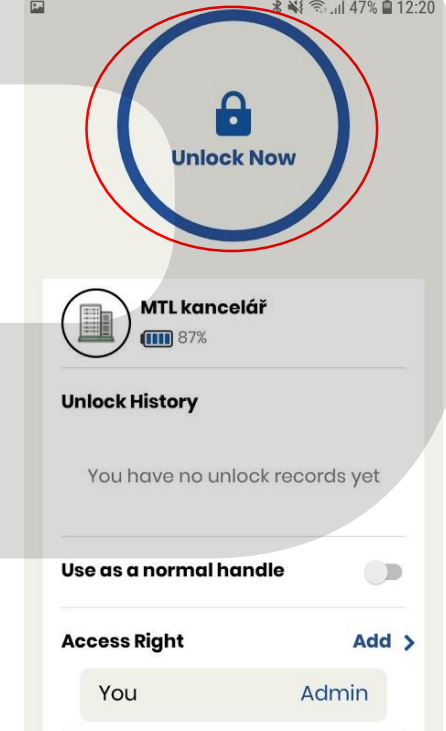 47% 12:20
Unlock Now
MTL kancelář
87%
Unlock History
You have no unlock records yet
Use as a normal handle
Access Right Add >
You Admin